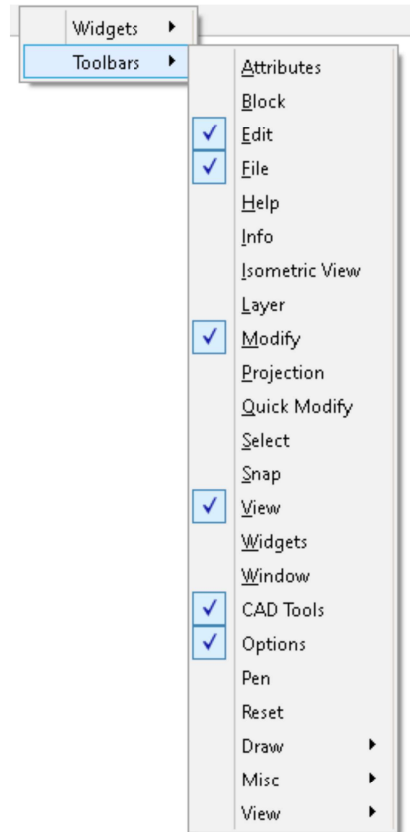 Widgets
Toolbars
Attributes
Block
Edit
File
Help
Info
Isometric View
Layer
Modify
Projection
Quick Modify
Select
Snap
View
Widgets
Window
CAD Tools
Options
Pen
Reset
Draw
Misc
View